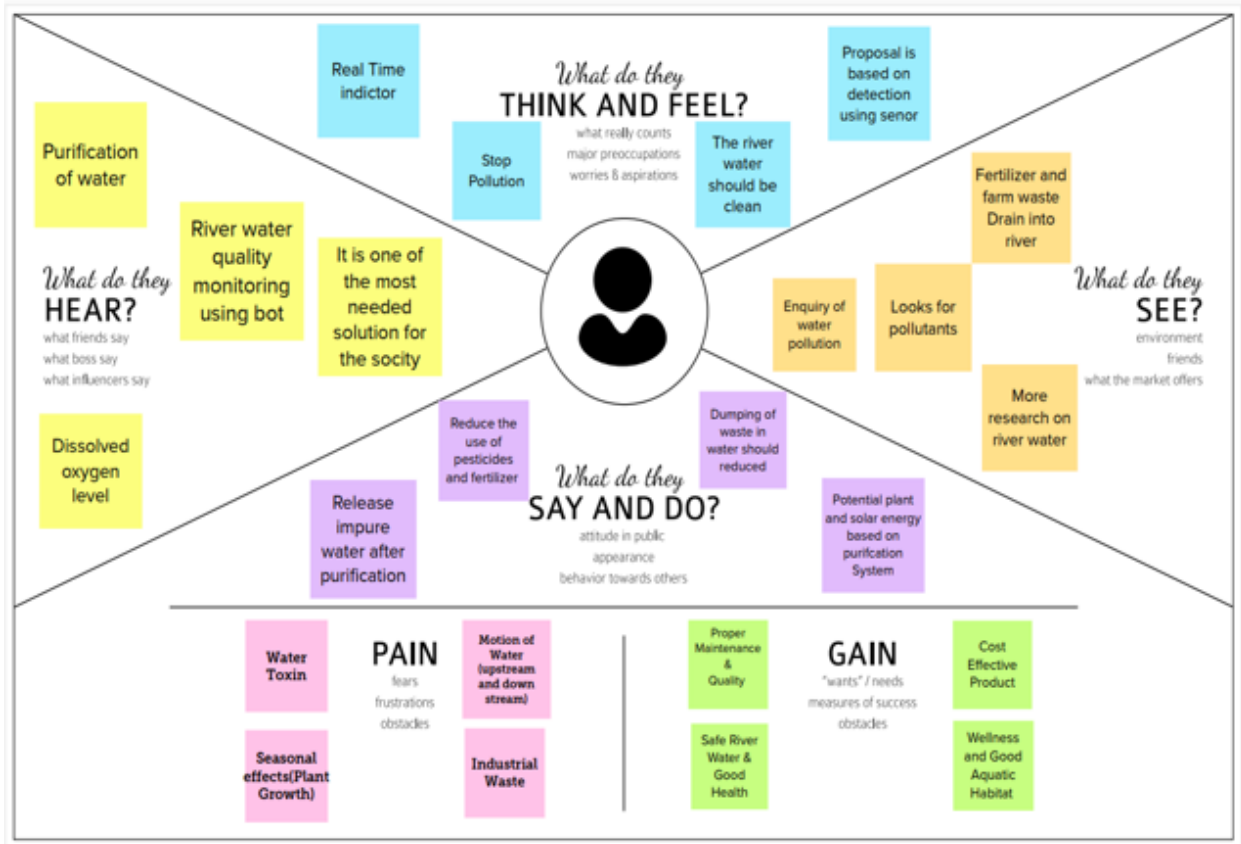 Real Time
indictor
What do they
THINK AND FEEL?
what really counts
major preoccupations
worries & aspirations
Stop
Pollution
The river
water
should be
clean
Proposal is
based on
detection
using senor
Purification
of water
River water
quality
monitoring
using bot
It is one of
the most
needed
solution for
the socity
What do they
HEAR?
what friends say
what boss say
what influencers say
Dissolved
oxygen
level
Fertilizer and
farm waste
Drain into
river
Enquiry of
water
pollution
Looks for
pollutants
What do they
SEE?
environment
friends
what the market offers
More
research on
river water
Reduce the
use of
pesticides
and fertilizer
Release
impure
water after
purification
What do they
SAY AND DO?
attitude in public
appearance
behavior towards others
Dumping of
waste in
water should
reduced
Potential plant
and solar energy
based on
purifcation
System
Water
Toxin
PAIN
fears
frustrations
obstacles
Motion of
Water
(upstream
and down
stream)
Seasonal
effects(Plant
Growth)
Industrial
Waste
Proper
Maintenance
&
Quality
GAIN
"wants" / needs
measures of success
obstacles
Cost
Effective
Product
Safe River
Water &
Good
Health
Wellness
and Good
Aquatic
Habitat